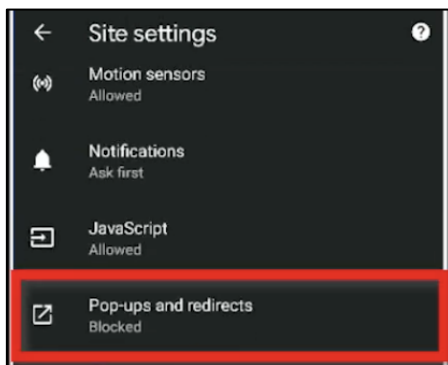 Site settings
Motion sensors
Allowed
Notifications
Ask first
JavaScript
Allowed
Pop-ups and redirects
Blocked